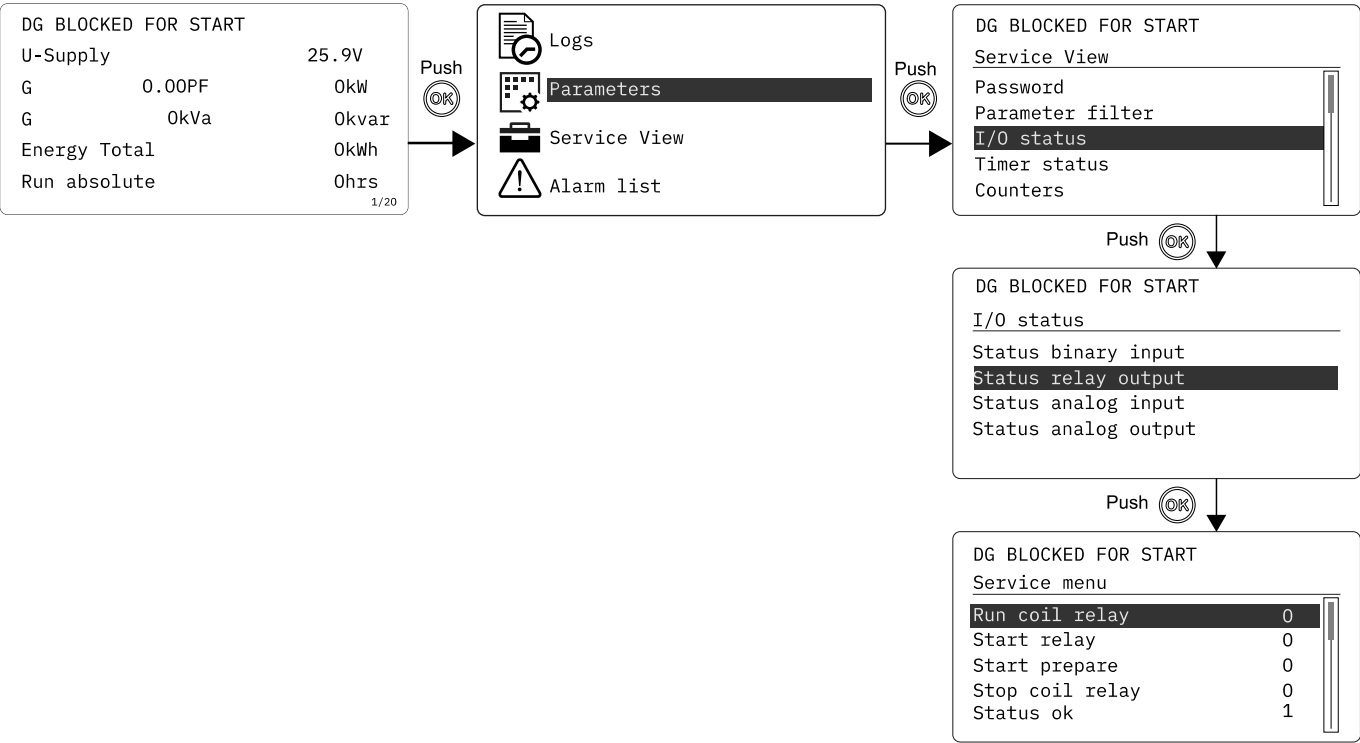 DG BLOCKED FOR START
U-Supply 25.9V
G 0.00PF 0kW
G 0kVa 0kvar
Energy Total 0kWh
Run absolute 0hrs
1/20
Push
OK
Logs
Parameters
Service View
Alarm list
Push
OK
DG BLOCKED FOR START
Service View
Password
Parameter filter
I/O status
Timer status
Counters
Push OK
DG BLOCKED FOR START
I/O status
Status binary input
Status relay output
Status analog input
Status analog output
Push OK
DG BLOCKED FOR START
Service menu
Run coil relay 0
Start relay 0
Start prepare 0
Stop coil relay 0
Status ok 1